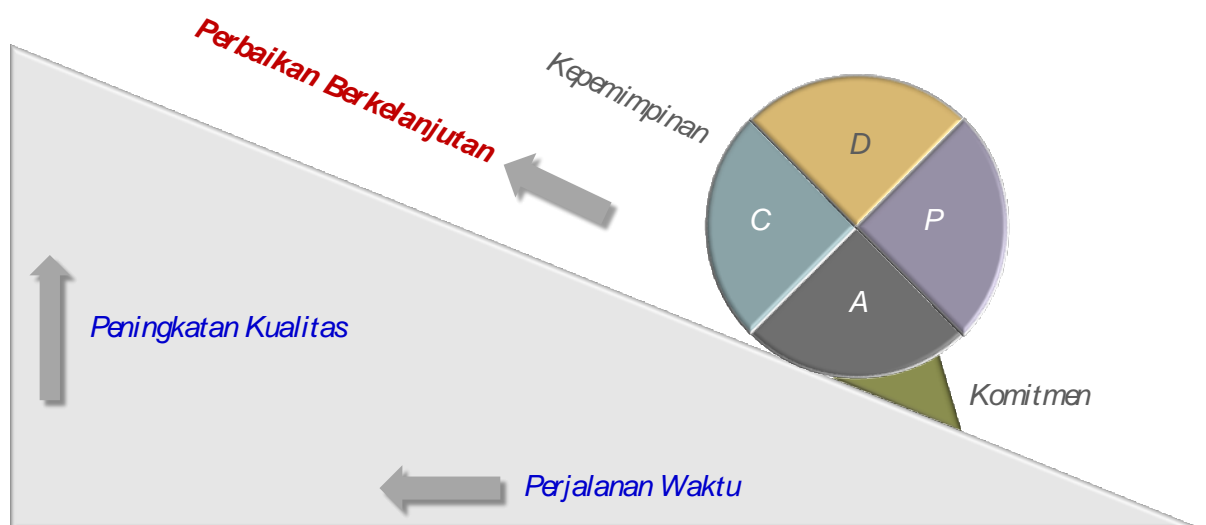 Perbaikan Berkelanjutan
Kepemimpinan
D
C
P
A
Peningkatan Kualitas
Komitmen
Perjalanan Waktu